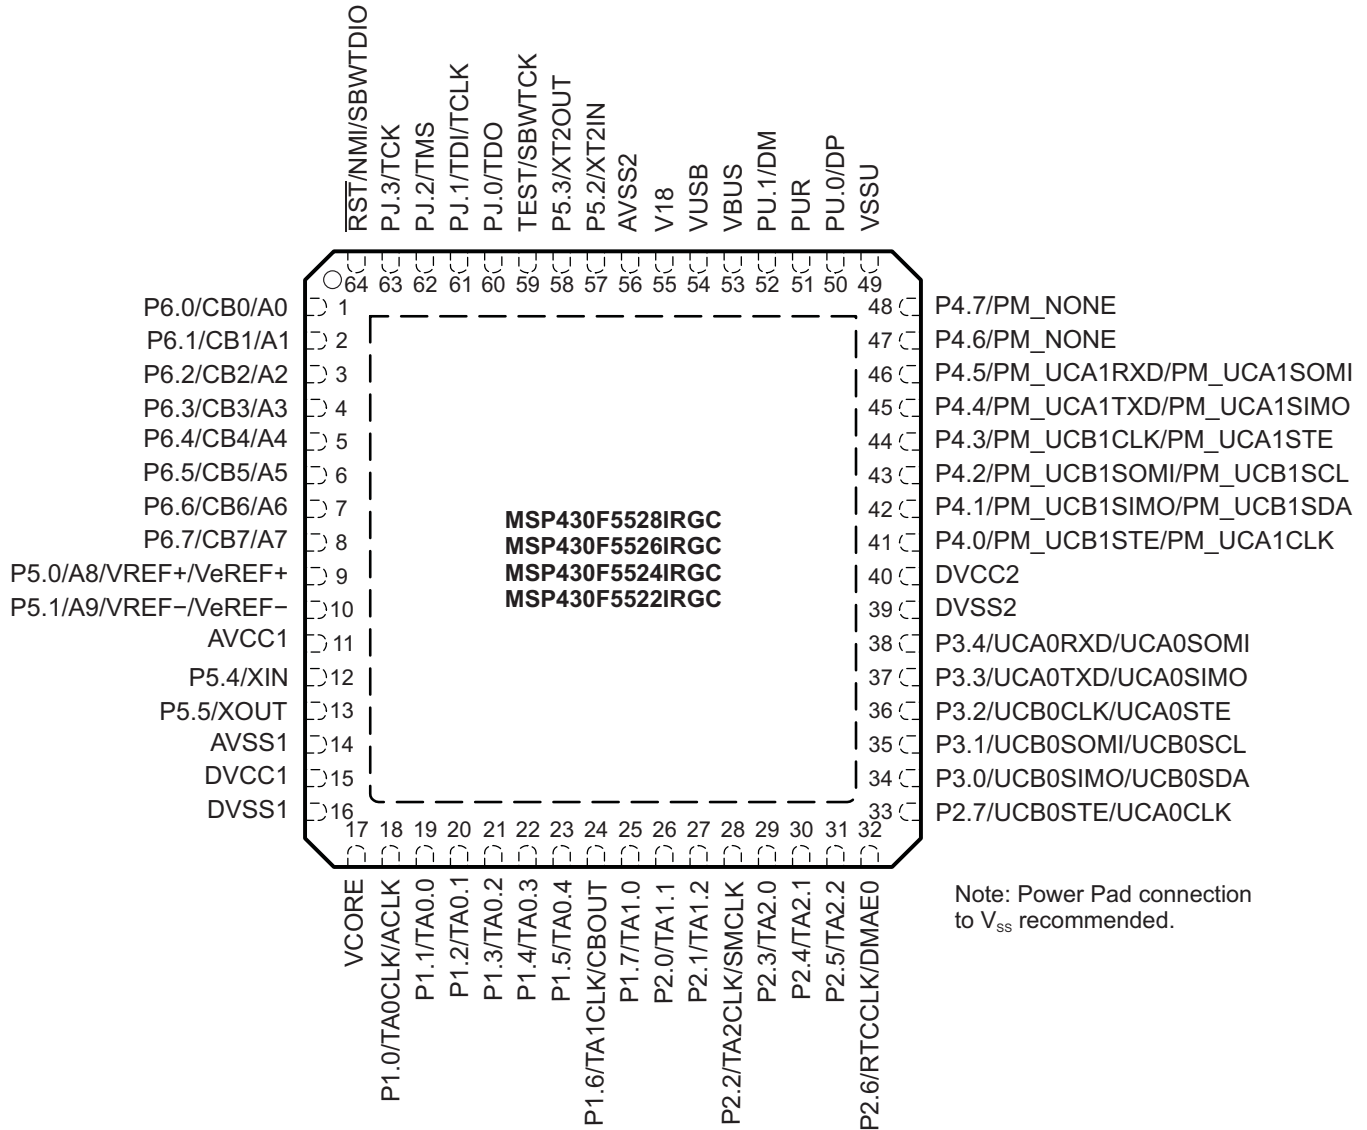 RST/NMI/SBWTDIO
PJ.3/TCK
PJ.2/TMS
PJ.1/TDI/TCLK
PJ.0/TDO
TEST/SBWTCK
P5.3/XT2OUT
P5.2/XT2IN
AVSS2
V18
VUSB
VBUS
PU.1/DM
PUR
PU.0/DP
VSSU
64 63 62 61 60 59 58 57 56 55 54 53 52 51 50 49
P6.0/CB0/A0 1
P6.1/CB1/A1 2
P6.2/CB2/A2 3
P6.3/CB3/A3 4
P6.4/CB4/A4 5
P6.5/CB5/A5 6
P6.6/CB6/A6 7
P6.7/CB7/A7 8
P5.0/A8/VREF+/VeREF+ 9
P5.1/A9/VREF−/VeREF− 10
AVCC1 11
P5.4/XIN 12
P5.5/XOUT 13
AVSS1 14
DVCC1 15
DVSS1 16
MSP430F5528IRGC
MSP430F5526IRGC
MSP430F5524IRGC
MSP430F5522IRGC
48 P4.7/PM_NONE
47 P4.6/PM_NONE
46 P4.5/PM_UCA1RXD/PM_UCA1SOMI
45 P4.4/PM_UCA1TXD/PM_UCA1SIMO
44 P4.3/PM_UCB1CLK/PM_UCA1STE
43 P4.2/PM_UCB1SOMI/PM_UCB1SCL
42 P4.1/PM_UCB1SIMO/PM_UCB1SDA
41 P4.0/PM_UCB1STE/PM_UCA1CLK
40 DVCC2
39 DVSS2
38 P3.4/UCA0RXD/UCA0SOMI
37 P3.3/UCA0TXD/UCA0SIMO
36 P3.2/UCB0CLK/UCA0STE
35 P3.1/UCB0SOMI/UCB0SCL
34 P3.0/UCB0SIMO/UCB0SDA
33 P2.7/UCB0STE/UCA0CLK
17 18 19 20 21 22 23 24 25 26 27 28 29 30 31 32
VCORE
P1.0/TA0CLK/ACLK
P1.1/TA0.0
P1.2/TA0.1
P1.3/TA0.2
P1.4/TA0.3
P1.5/TA0.4
P1.6/TA1CLK/CBOUT
P1.7/TA1.0
P2.0/TA1.1
P2.1/TA1.2
P2.2/TA2CLK/SMCLK
P2.3/TA2.0
P2.4/TA2.1
P2.5/TA2.2
P2.6/RTCCLK/DMAE0
Note: Power Pad connection
to Vss recommended.